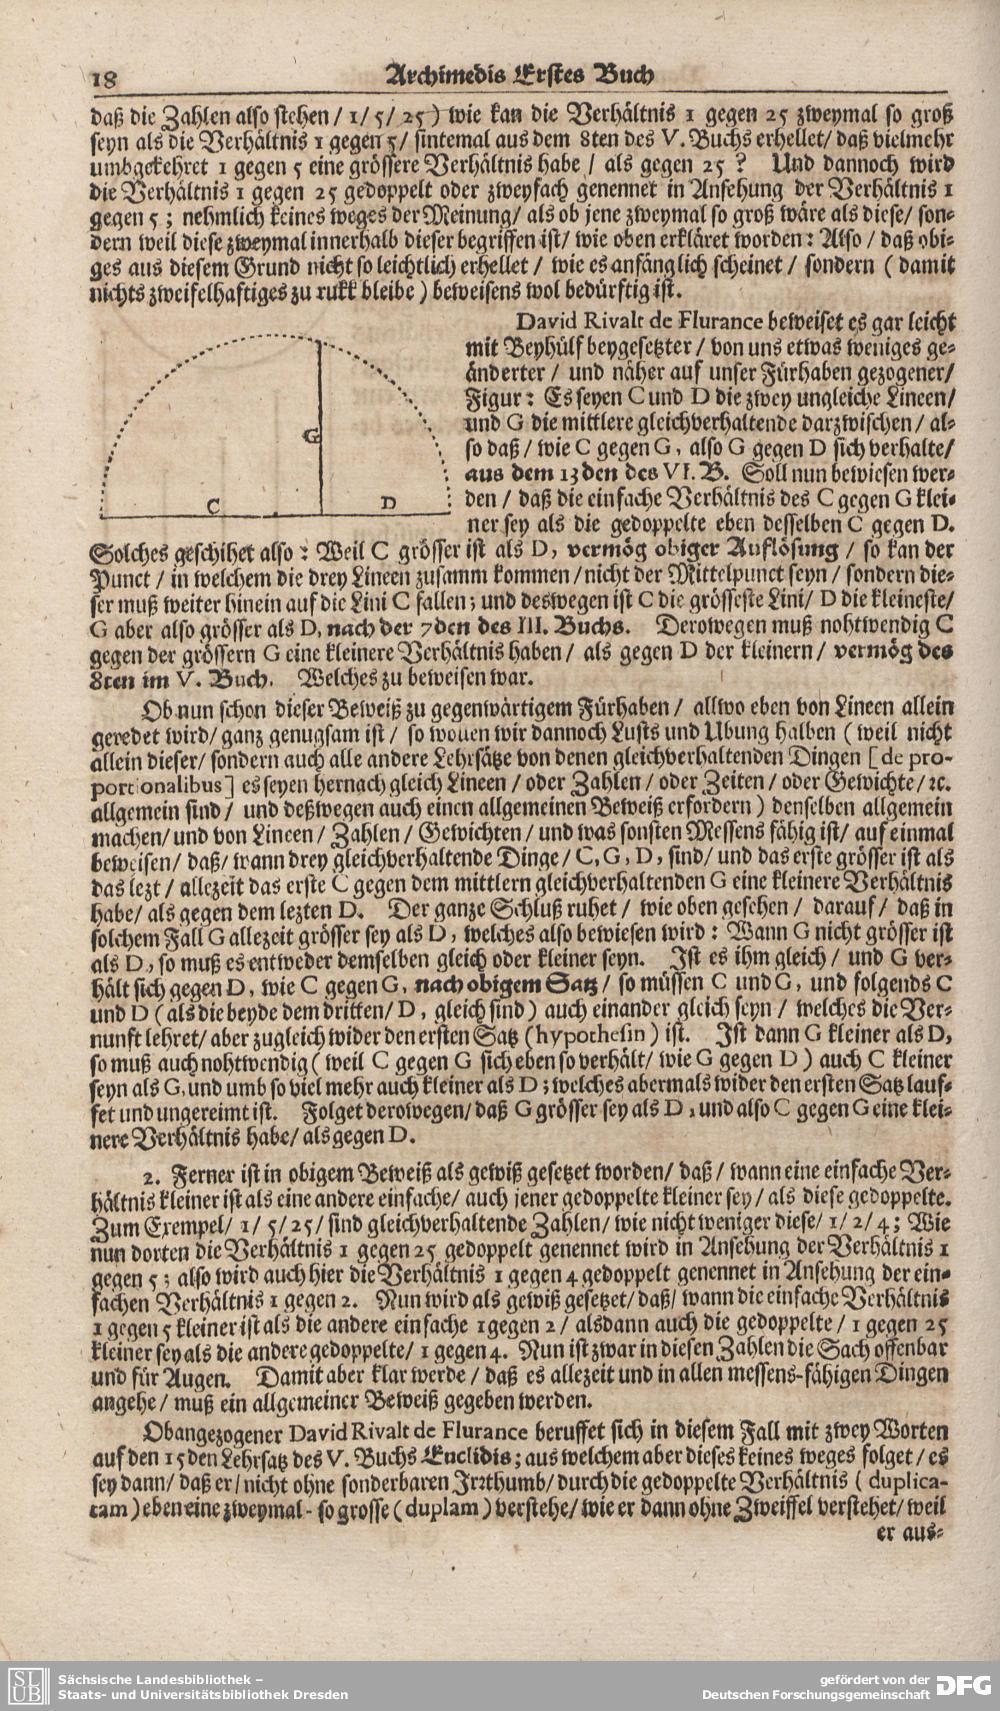 18 Archimedis Erstes Buch
daß die Zahlen also stehen / 1/ 5/ 25) wie kan die Verhältnis 1 gegen 25 zweymal so groß
seyn als die Verhältnis 1 gegen 5/ sintemal aus dem 8ten des V. Buchs erhellet/ daß vielmehr
umbgekehret 1 gegen 5 eine grössere Verhältnis habe / als gegen 25 ? Und dannoch wird
die Verhältnis 1 gegen 25 gedoppelt oder zweyfach genennet in Ansehung der Verhältnis 1
gegen 5 ; nehmlich keines weges der Meinung/ als ob jene zweymal so groß wäre als diese/ son-
dern weil diese zweymal innerhalb dieser begriffen ist/ wie oben erkläret worden: Also / daß obi-
ges aus diesem Grund nicht so leichtlich erhellet / wie es anfänglich scheinet / sondern ( damit
nichts zweifelhaftiges zu rukk bleibe ) beweisens wol bedürftig ist.
David Rivalt de Flurance beweiset es gar leicht
mit Beyhülf beygesetzter / von uns etwas weniges ge-
änderter / und näher auf unser Fürhaben gezogener/
Figur: Es seyen C und D die zwey ungleiche Lineen/
und G die mittlere gleichverhaltende darzwischen / al-
so daß / wie C gegen G, also G gegen D sich verhalte/
aus dem 13den des VI. B. Soll nun bewiesen wer-
den / daß die einfache Verhältnis des C gegen G klei-
ner sey als die gedoppelte eben desselben C gegen D.
G
C D
Solches geschihet also: Weil C grösser ist als D, vermög obiger Auflösung / so kan der
Punct / in welchem die drey Lineen zusamm kommen / nicht der Mittelpunct seyn / sondern die-
ser muß weiter hinein auf die Lini C fallen; und deswegen ist C die grösseste Lini/ D die kleineste/
G aber also grösser als D, nach der 7den des III. Buchs. Derowegen muß nohtwendig C
gegen der grössern G eine kleinere Verhältnis haben / als gegen D der kleinern / vermög des
8ten im V. Buch. Welches zu beweisen war.
Ob nun schon dieser Beweiß zu gegenwärtigem Fürhaben / allwo eben von Lineen allein
geredet wird/ ganz genugsam ist / so wollen wir dannoch Lusts und Ubung halben ( weil nicht
allein dieser/ sondern auch alle andere Lehrsätze von denen gleichverhaltenden Dingen [ de pro-
portionalibus ] es seyen hernach gleich Lineen / oder Zahlen / oder Zeiten / oder Gewichte / ꝛc.
allgemein sind / und deßwegen auch einen allgemeinen Beweiß erfordern ) denselben allgemein
machen/ und von Lineen / Zahlen / Gewichten / und was sonsten Messens fähig ist/ auf einmal
beweisen/ daß/ wann drey gleichverhaltende Dinge/ C, G, D, sind/ und das erste grösser ist als
das lezt / allezeit das erste C gegen dem mittlern gleichverhaltenden G eine kleinere Verhältnis
habe/ als gegen dem lezten D. Der ganze Schluß ruhet / wie oben gesehen / darauf / daß in
solchem Fall G allezeit grösser sey als D, welches also bewiesen wird: Wann G nicht grösser ist
als D, so muß es entweder demselben gleich oder kleiner seyn. Ist es ihm gleich / und G ver-
hält sich gegen D, wie C gegen G, nach obigem Satz / so müssen C und G, und folgends C
und D ( als die beyde dem dritten/ D, gleich sind ) auch einander gleich seyn / welches die Ver-
nunft lehret/ aber zugleich wider den ersten Satz (hypothesin) ist. Ist dann G kleiner als D,
so muß auch nohtwendig ( weil C gegen G sich eben so verhält/ wie G gegen D ) auch C kleiner
seyn als G, und umb so viel mehr auch kleiner als D; welches abermals wider den ersten Satz lauf-
fet und ungereimt ist. Folget derowegen/ daß G grösser sey als D, und also C gegen G eine klei-
nere Verhältnis habe/ als gegen D.
2. Ferner ist in obigem Beweiß als gewiß gesetzet worden/ daß/ wann eine einfache Ver-
hältnis kleiner ist als eine andere einfache/ auch jener gedoppelte kleiner sey / als diese gedoppelte.
Zum Exempel/ 1/ 5/ 25/ sind gleichverhaltende Zahlen/ wie nicht weniger diese/ 1/ 2/ 4; Wie
nun dorten die Verhältnis 1 gegen 25 gedoppelt genennet wird in Ansehung der Verhältnis 1
gegen 5; also wird auch hier die Verhältnis 1 gegen 4 gedoppelt genennet in Ansehung der ein-
fachen Verhältnis 1 gegen 2. Nun wird als gewiß gesetzet/ daß/ wann die einfache Verhältnis
1 gegen 5 kleiner ist als die andere einfache 1 gegen 2/ alsdann auch die gedoppelte/ 1 gegen 25
kleiner sey als die andere gedoppelte/ 1 gegen 4. Nun ist zwar in diesen Zahlen die Sach offenbar
und für Augen. Damit aber klar werde / daß es allezeit und in allen messens-fähigen Dingen
angehe/ muß ein allgemeiner Beweiß gegeben werden.
Obangezogener David Rivalt de Flurance beruffet sich in diesem Fall mit zwey Worten
auf den 15den Lehrsatz des V. Buchs Euclidis; aus welchem aber dieses keines weges folget/ es
sey dann/ daß er/ nicht ohne sonderbaren Irrthumb/ durch die gedoppelte Verhältnis ( duplica-
tam ) eben eine zweymal-so grosse ( duplam ) verstehe/ wie er dann ohne Zweiffel verstehet/ weil
er aus-
SLUB Sächsische Landesbibliothek –
Staats- und Universitätsbibliothek Dresden
gefördert von der
Deutschen Forschungsgemeinschaft DFG